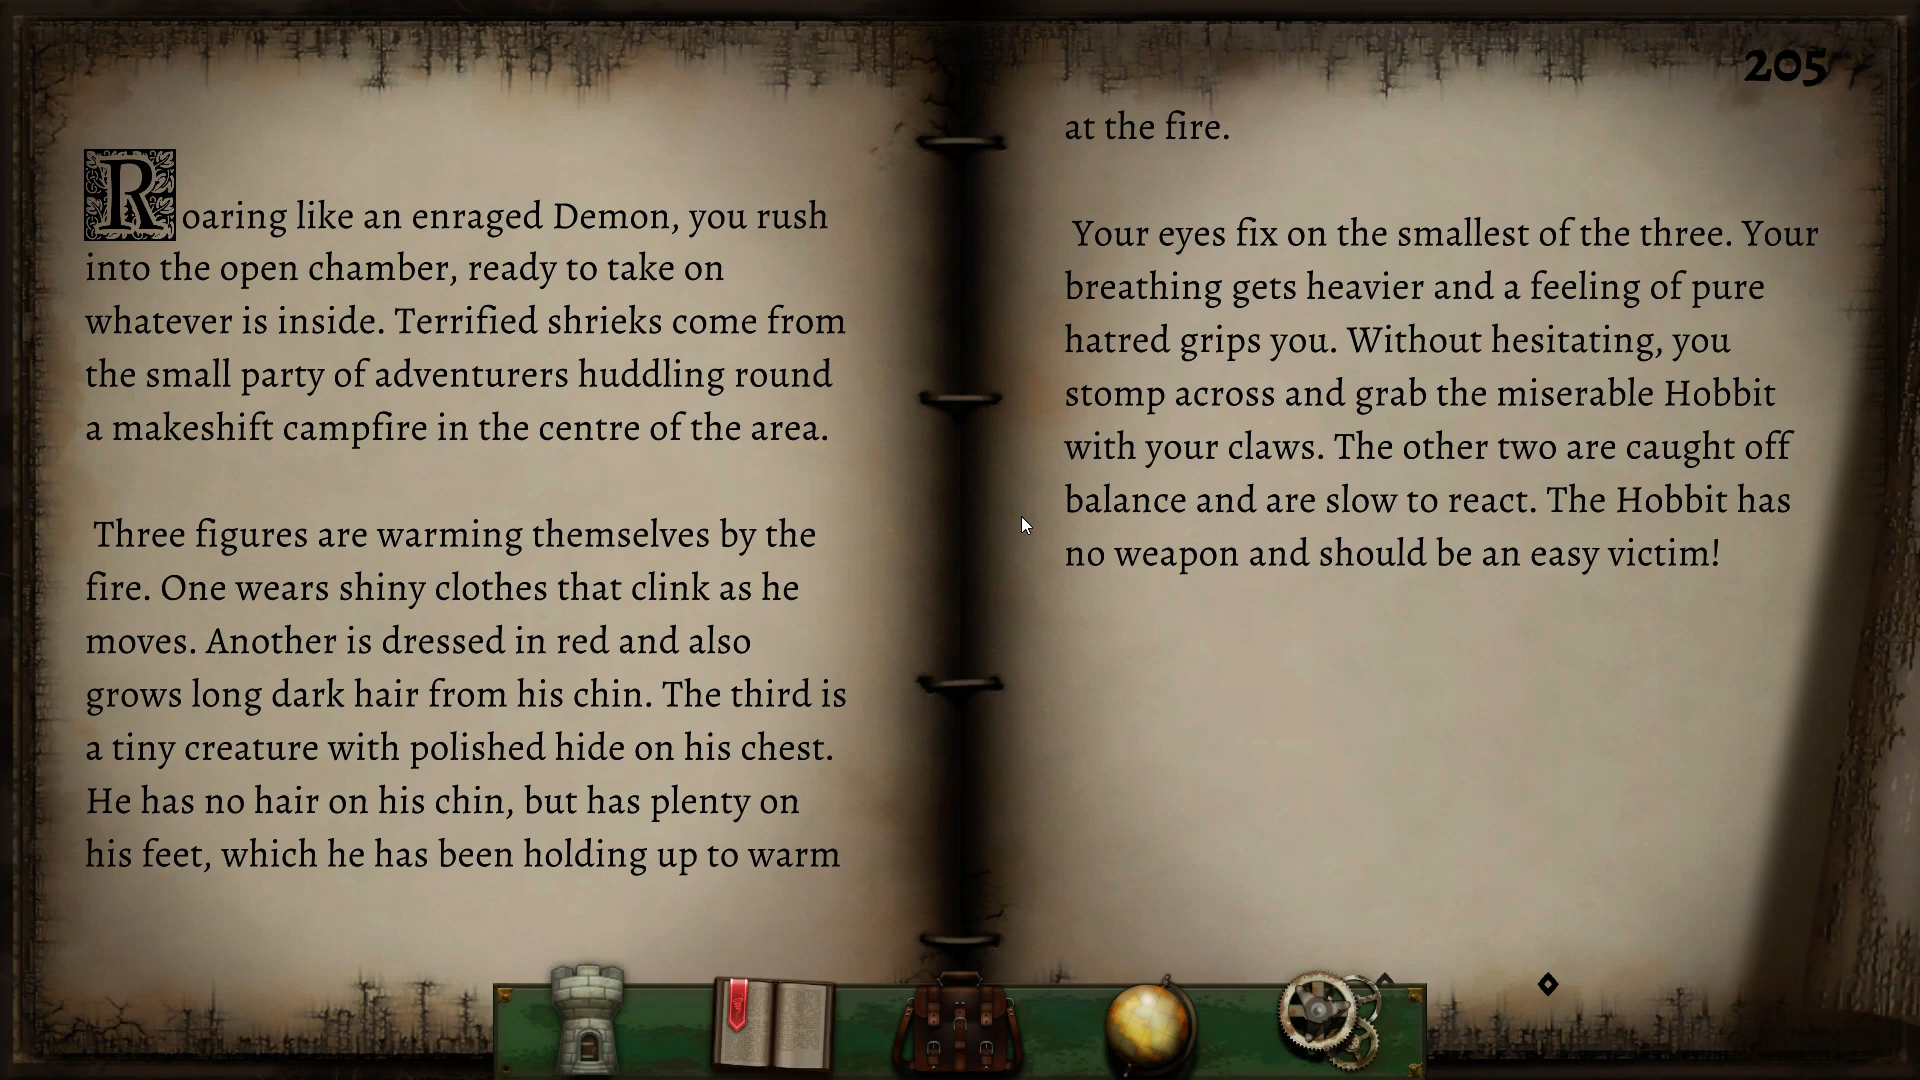 Roaring like an enraged Demon, you rush
into the open chamber, ready to take on
whatever is inside. Terrified shrieks come from
the small party of adventurers huddling round
a makeshift campfire in the centre of the area.
Three figures are warming themselves by the
fire. One wears shiny clothes that clink as he
moves. Another is dressed in red and also
grows long dark hair from his chin. The third is
a tiny creature with polished hide on his chest.
He has no hair on his chin, but has plenty on
his feet, which he has been holding up to warm
205
at the fire.
Your eyes fix on the smallest of the three. Your
breathing gets heavier and a feeling of pure
hatred grips you. Without hesitating, you
stomp across and grab the miserable Hobbit
with your claws. The other two are caught off
balance and are slow to react. The Hobbit has
no weapon and should be an easy victim!